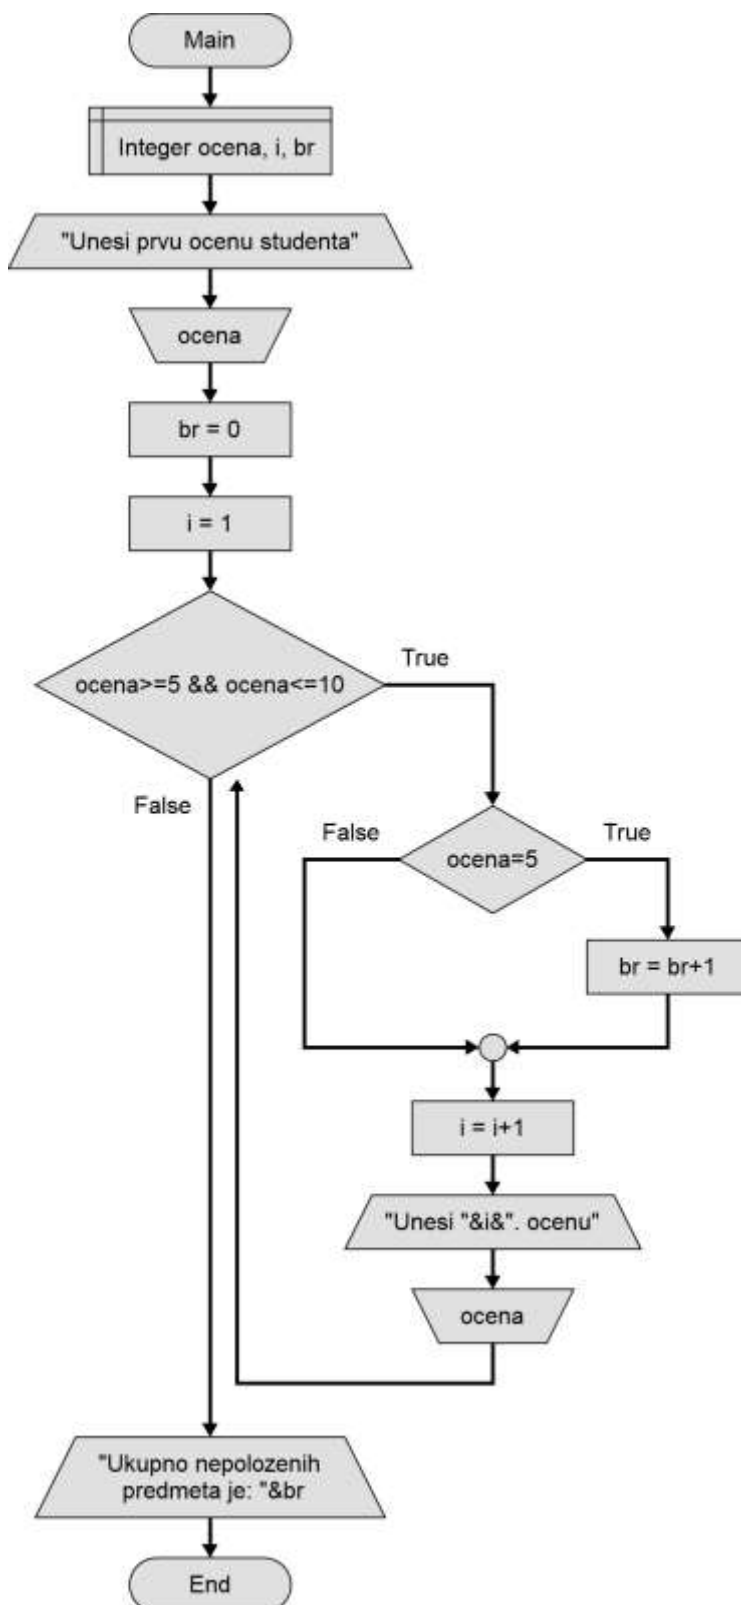 Main
Integer ocena, i, br
"Unesi prvu ocenu studenta"
ocena
br = 0
i = 1
ocena>=5 && ocena<=10
True
False
ocena=5
False
True
br = br+1
i = i+1
"Unesi "&i&". ocenu"
ocena
"Ukupno nepolozenih
predmeta je: "&br
End